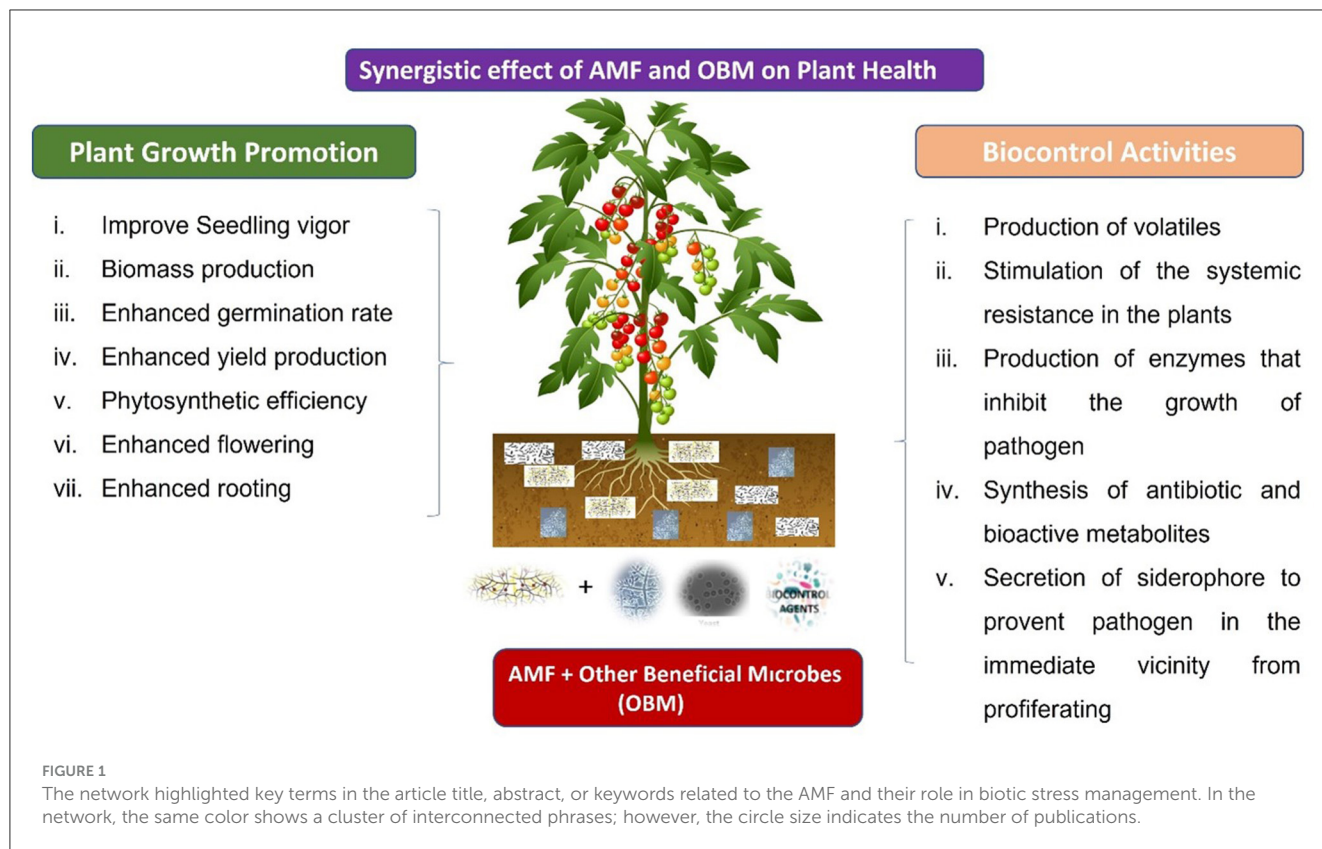 Synergistic effect of AMF and OBM on Plant Health
Plant Growth Promotion
i. Improve Seedling vigor
ii. Biomass production
iii. Enhanced germination rate
iv. Enhanced yield production
v. Phytosynthetic efficiency
vi. Enhanced flowering
vii. Enhanced rooting
Biocontrol Activities
i. Production of volatiles
ii. Stimulation of the systemic
resistance in the plants
iii. Production of enzymes that
inhibit the growth of
pathogen
iv. Synthesis of antibiotic and
bioactive metabolites
v. Secretion of siderophore to
provent pathogen in the
immediate vicinity from
profiferating
+
Yeast
BIOCONTROL
AGENTS
AMF + Other Beneficial Microbes
(OBM)
FIGURE 1
The network highlighted key terms in the article title, abstract, or keywords related to the AMF and their role in biotic stress management. In the
network, the same color shows a cluster of interconnected phrases; however, the circle size indicates the number of publications.